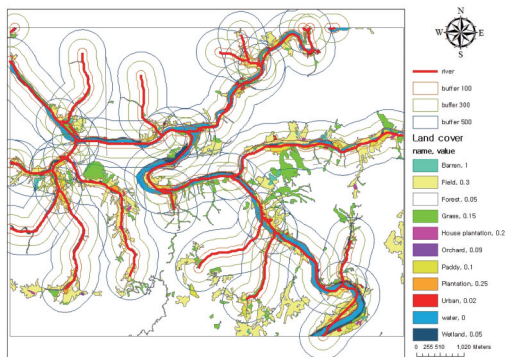 N
W E
S
river
buffer 100
buffer 300
buffer 500
Land cover
name, value
Barren, 1
Field, 0.3
Forest, 0.05
Grass, 0.15
House plantation, 0.2
Orchard, 0.09
Paddy, 0.1
Plantation, 0.25
Urban, 0.02
water, 0
Wetland, 0.05
0 255 510 1,020 Meters